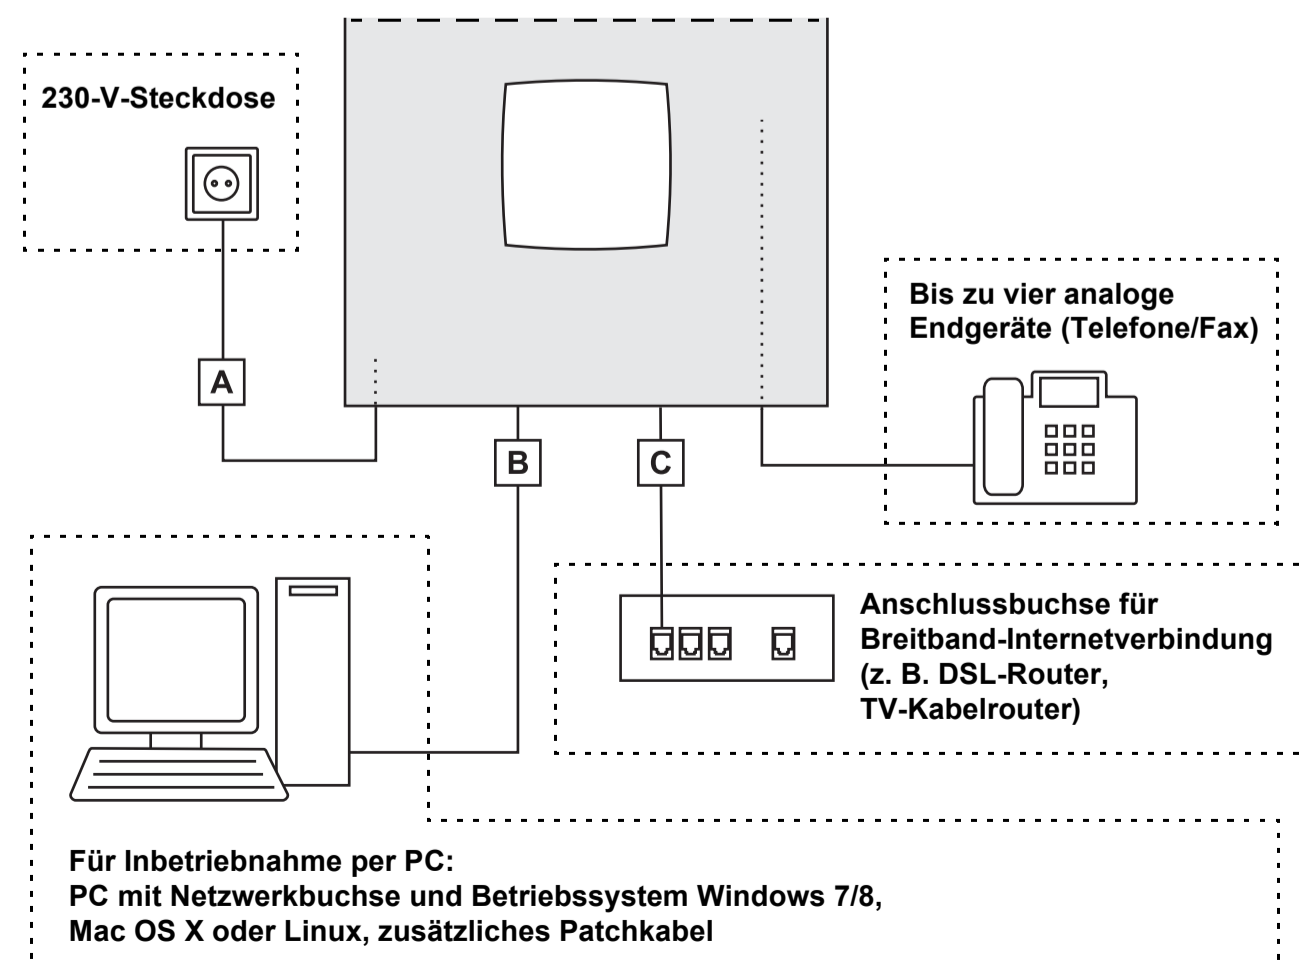 230-V-Steckdose
Bis zu vier analoge
Endgeräte (Telefone/Fax)
A
B
C
Anschlussbuchse für
Breitband-Internetverbindung
(z. B. DSL-Router,
TV-Kabelrouter)
Für Inbetriebnahme per PC:
PC mit Netzwerkbuchse und Betriebssystem Windows 7/8,
Mac OS X oder Linux, zusätzliches Patchkabel